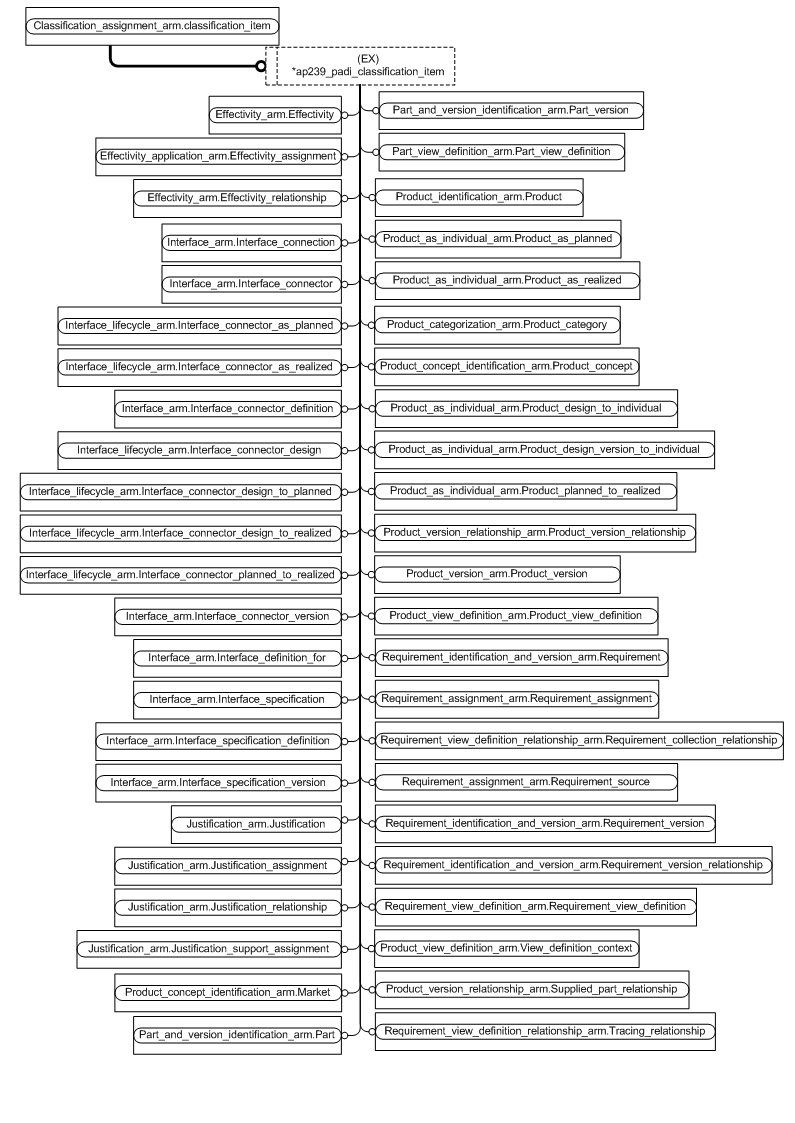 Classification_assignment_arm.classification_item
(EX)
*ap239_padi_classification_item
Effectivity_arm.Effectivity
Effectivity_application_arm.Effectivity_assignment
Effectivity_arm.Effectivity_relationship
Interface_arm.Interface_connection
Interface_arm.Interface_connector
Interface_lifecycle_arm.Interface_connector_as_planned
Interface_lifecycle_arm.Interface_connector_as_realized
Interface_arm.Interface_connector_definition
Interface_lifecycle_arm.Interface_connector_design
Interface_lifecycle_arm.Interface_connector_design_to_planned
Interface_lifecycle_arm.Interface_connector_design_to_realized
Interface_lifecycle_arm.Interface_connector_planned_to_realized
Interface_arm.Interface_connector_version
Interface_arm.Interface_definition_for
Interface_arm.Interface_specification
Interface_arm.Interface_specification_definition
Interface_arm.Interface_specification_version
Justification_arm.Justification
Justification_arm.Justification_assignment
Justification_arm.Justification_relationship
Justification_arm.Justification_support_assignment
Product_concept_identification_arm.Market
Part_and_version_identification_arm.Part
Part_and_version_identification_arm.Part_version
Part_view_definition_arm.Part_view_definition
Product_identification_arm.Product
Product_as_individual_arm.Product_as_planned
Product_as_individual_arm.Product_as_realized
Product_categorization_arm.Product_category
Product_concept_identification_arm.Product_concept
Product_as_individual_arm.Product_design_to_individual
Product_as_individual_arm.Product_design_version_to_individual
Product_as_individual_arm.Product_planned_to_realized
Product_version_relationship_arm.Product_version_relationship
Product_version_arm.Product_version
Product_view_definition_arm.Product_view_definition
Requirement_identification_and_version_arm.Requirement
Requirement_assignment_arm.Requirement_assignment
Requirement_view_definition_relationship_arm.Requirement_collection_relationship
Requirement_assignment_arm.Requirement_source
Requirement_identification_and_version_arm.Requirement_version
Requirement_identification_and_version_arm.Requirement_version_relationship
Requirement_view_definition_arm.Requirement_view_definition
Product_view_definition_arm.View_definition_context
Product_version_relationship_arm.Supplied_part_relationship
Requirement_view_definition_relationship_arm.Tracing_relationship